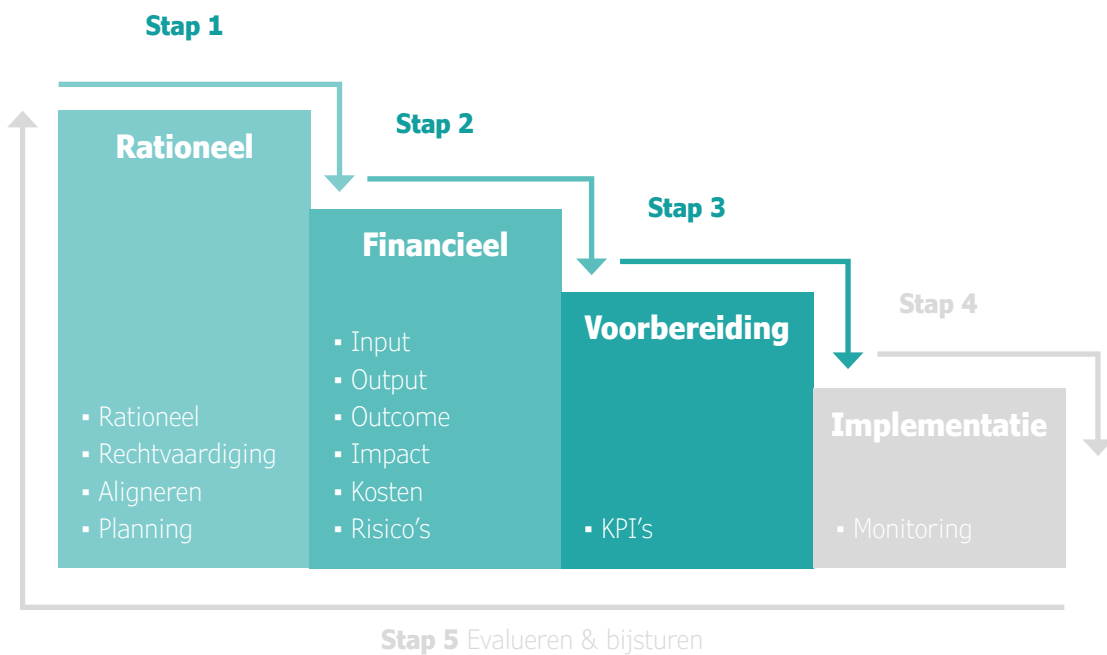 Stap 1
Rationeel
▪ Rationeel
▪ Rechtvaardiging
▪ Aligneren
▪ Planning
Stap 2
Financieel
▪ Input
▪ Output
▪ Outcome
▪ Impact
▪ Kosten
▪ Risico’s
Stap 3
Voorbereiding
▪ KPI’s
Stap 4
Implementatie
▪ Monitoring
Stap 5 Evalueren & bijsturen